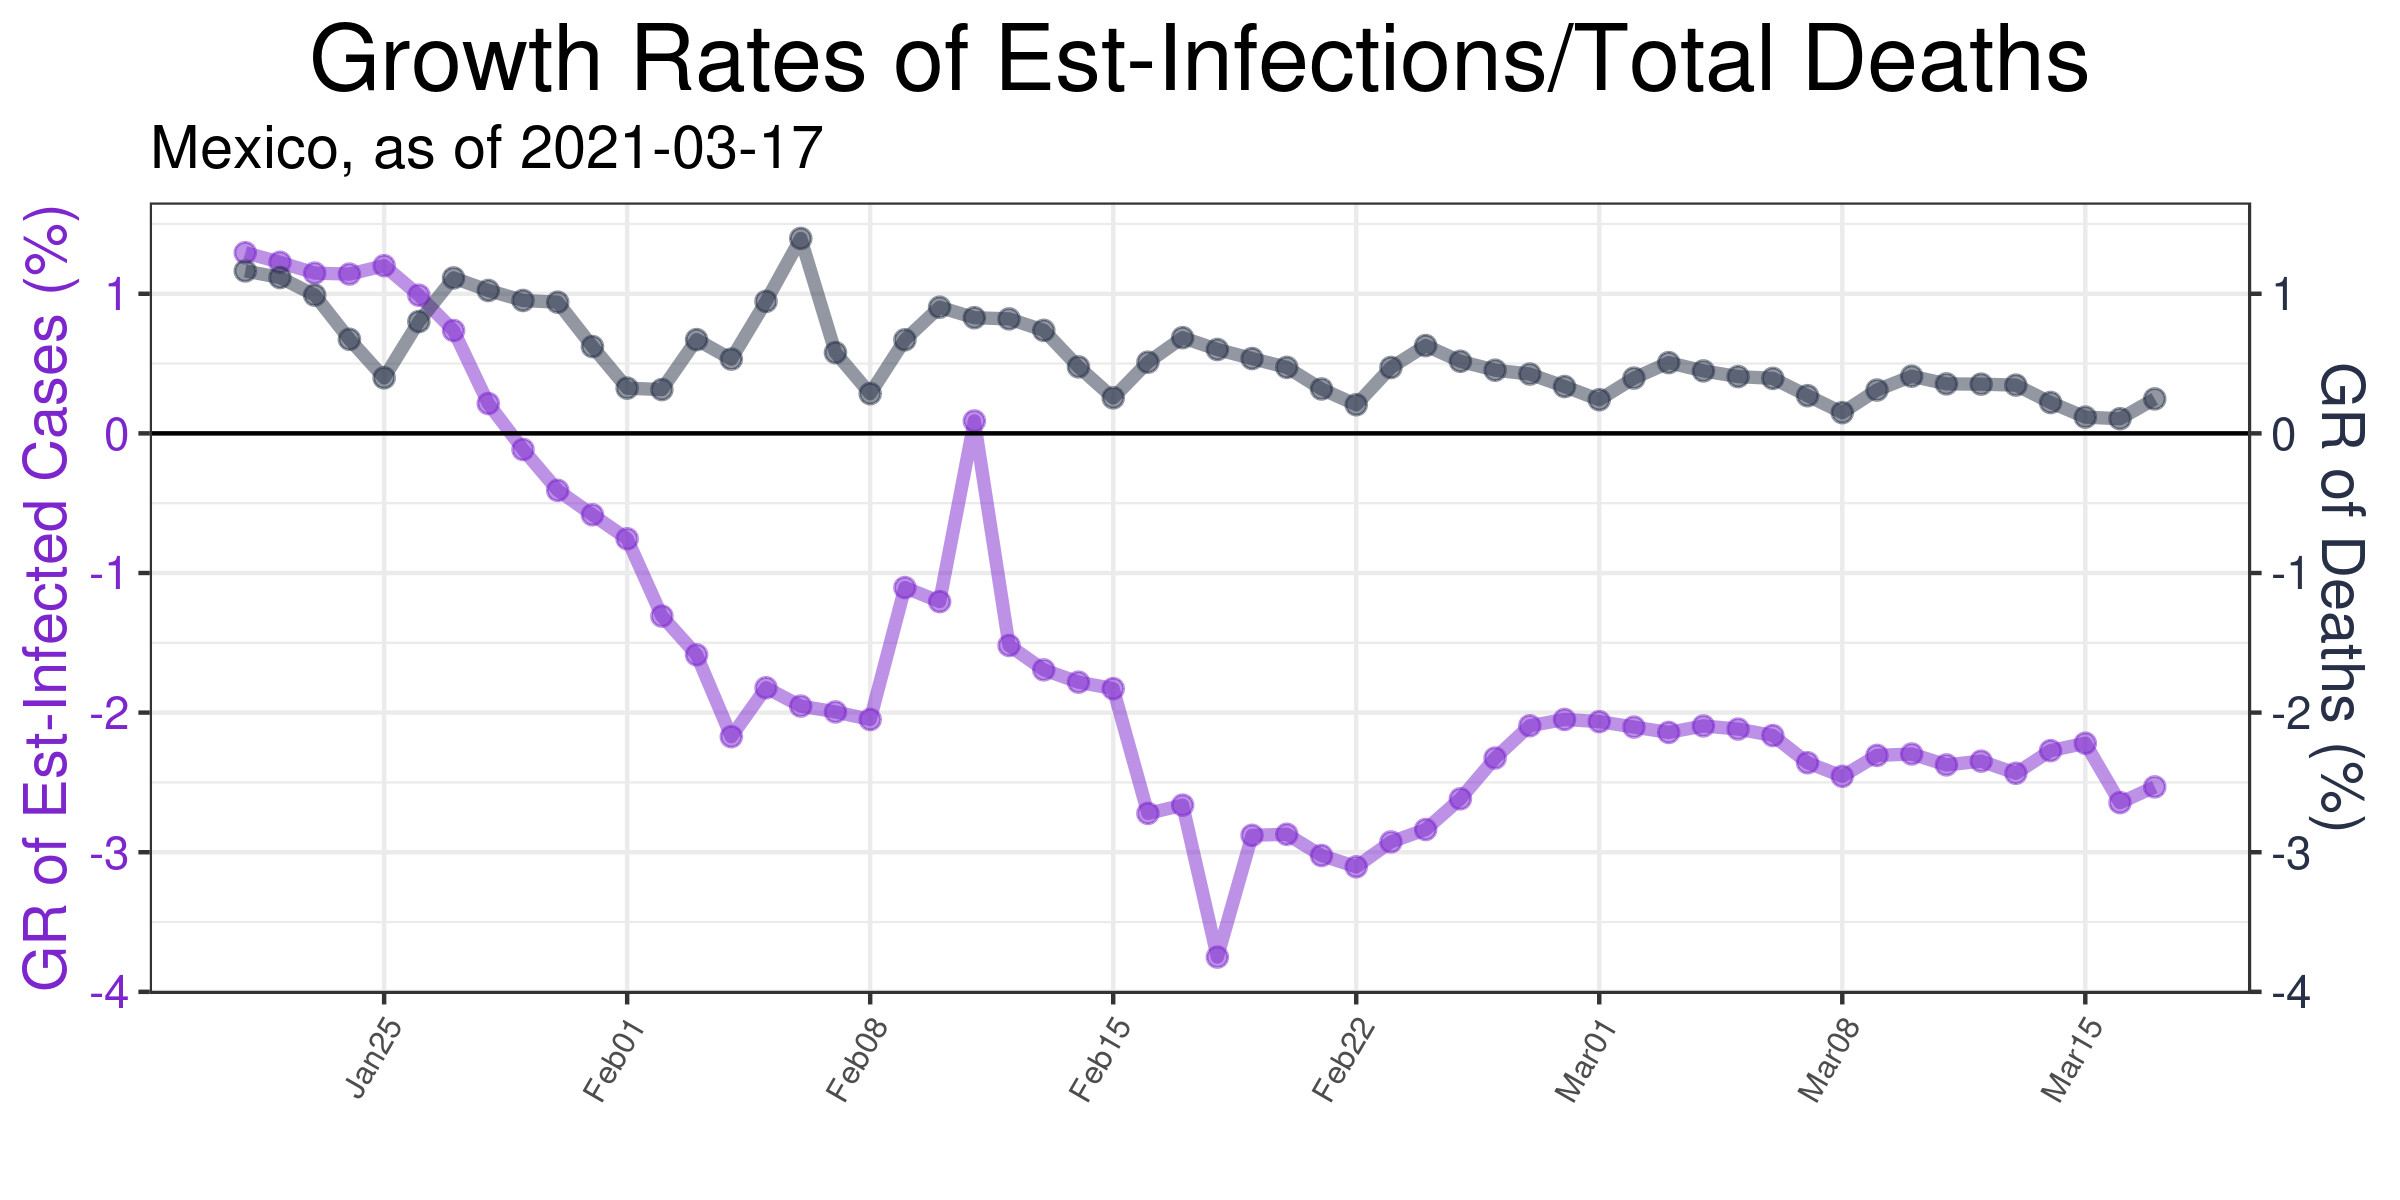 Growth Rates of Est-Infections/Total Deaths
Mexico, as of 2021-03-17
GR of Est-Infected Cases (%)
1
0
-1
-2
-3
-4
1
0
-1
-2
-3
-4
GR of Deaths (%)
Jan25
Feb01
Feb08
Feb15
Feb22
Mar01
Mar08
Mar15